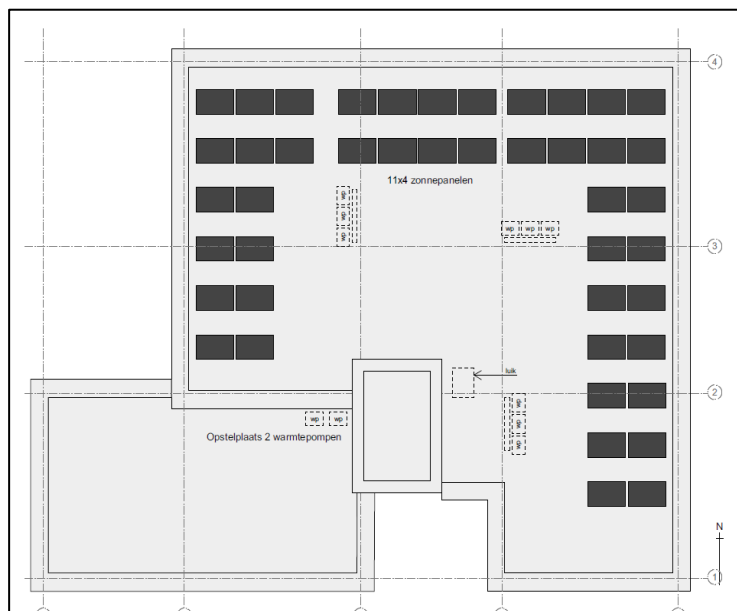 4
11x4 zonnepanelen
wp
wp
wp
wp wp wp
3
luik
2
wp wp
Opstelplaats 2 warmtepompen
wp
wp
wp
N
1